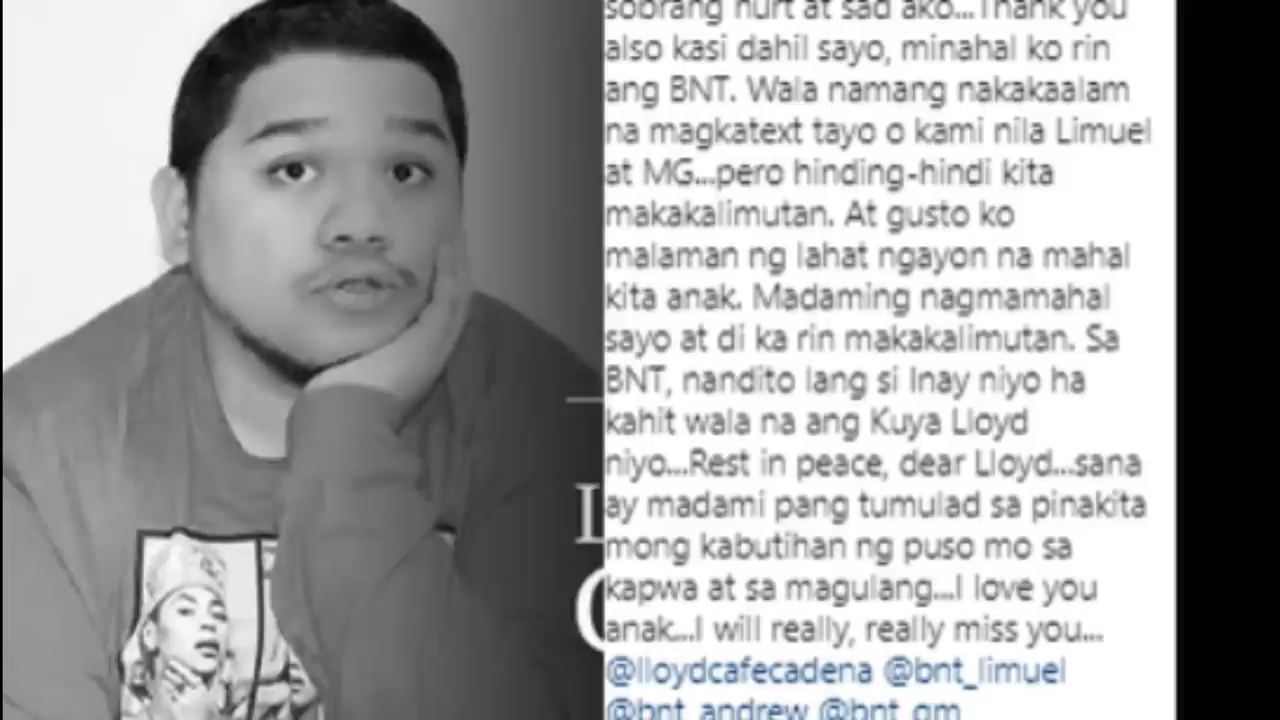 soorang hurt at sad ako...Thank you
also kasi dahil sayo, minahal ko rin
ang BNT. Wala namang nakakaalam
na magkatext tayo o kami nila Limuel
at MG...pero hinding-hindi kita
makakalimutan. At gusto ko
malaman ng lahat ngayon na mahal
kita anak. Madaming nagmamahal
sayo at di ka rin makakalimutan. Sa
BNT, nandito lang si Inay niyo ha
kahit wala na ang Kuya Lloyd
niyo...Rest in peace, dear Lloyd...sana
ay madami pang tumulad sa pinakita
mong kabutihan ng puso mo sa
kapwa at sa magulang...I love you
anak...I will really, really miss you...
@lloydcafecadena @bnt_limuel
@bnt_andrew @bnt_gm